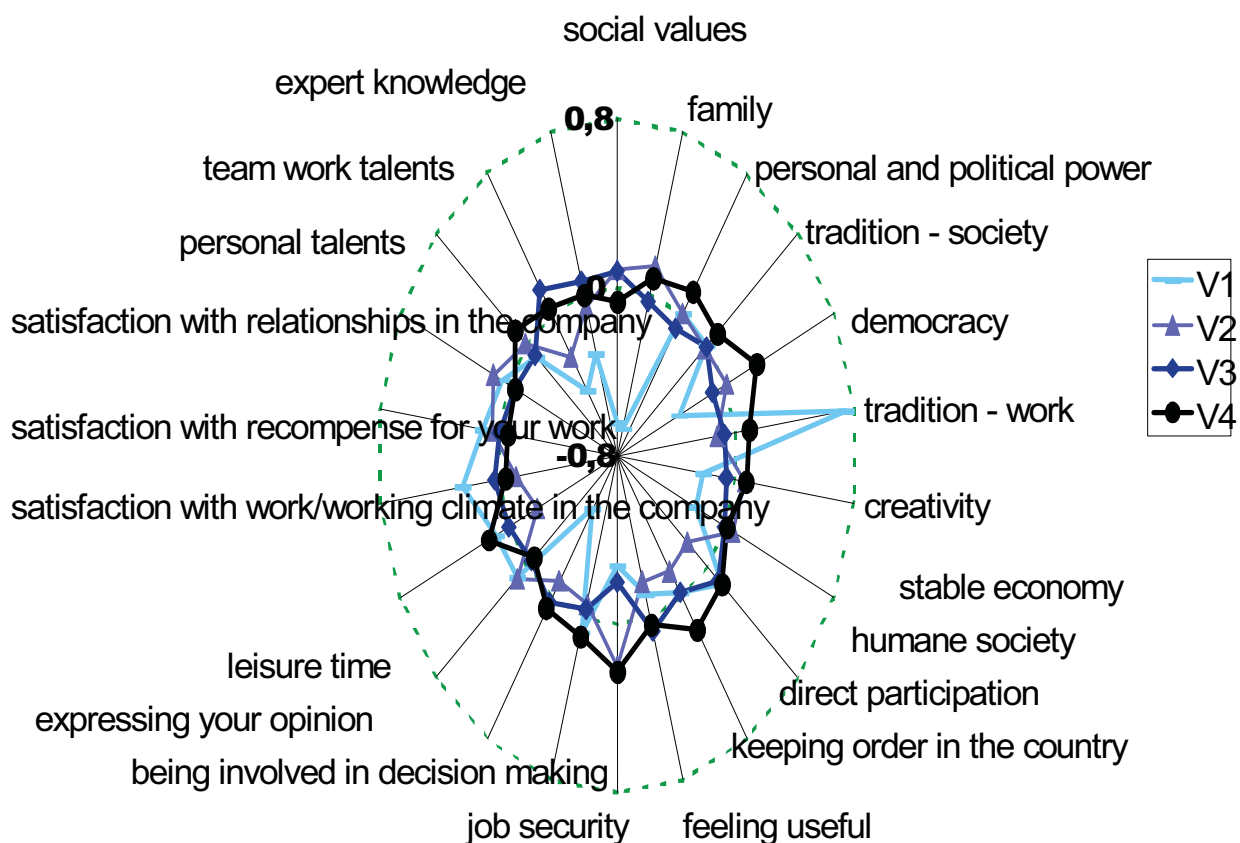 social values
expert knowledge
family
0,8
team work talents
personal and political power
personal talents
tradition - society
0
satisfaction with relationships in the company
democracy
satisfaction with recompense for your work
tradition - work
-0,8
satisfaction with work/working climate in the company
creativity
stable economy
humane society
leisure time
direct participation
expressing your opinion
keeping order in the country
being involved in decision making
job security
feeling useful
V1
V2
V3
V4